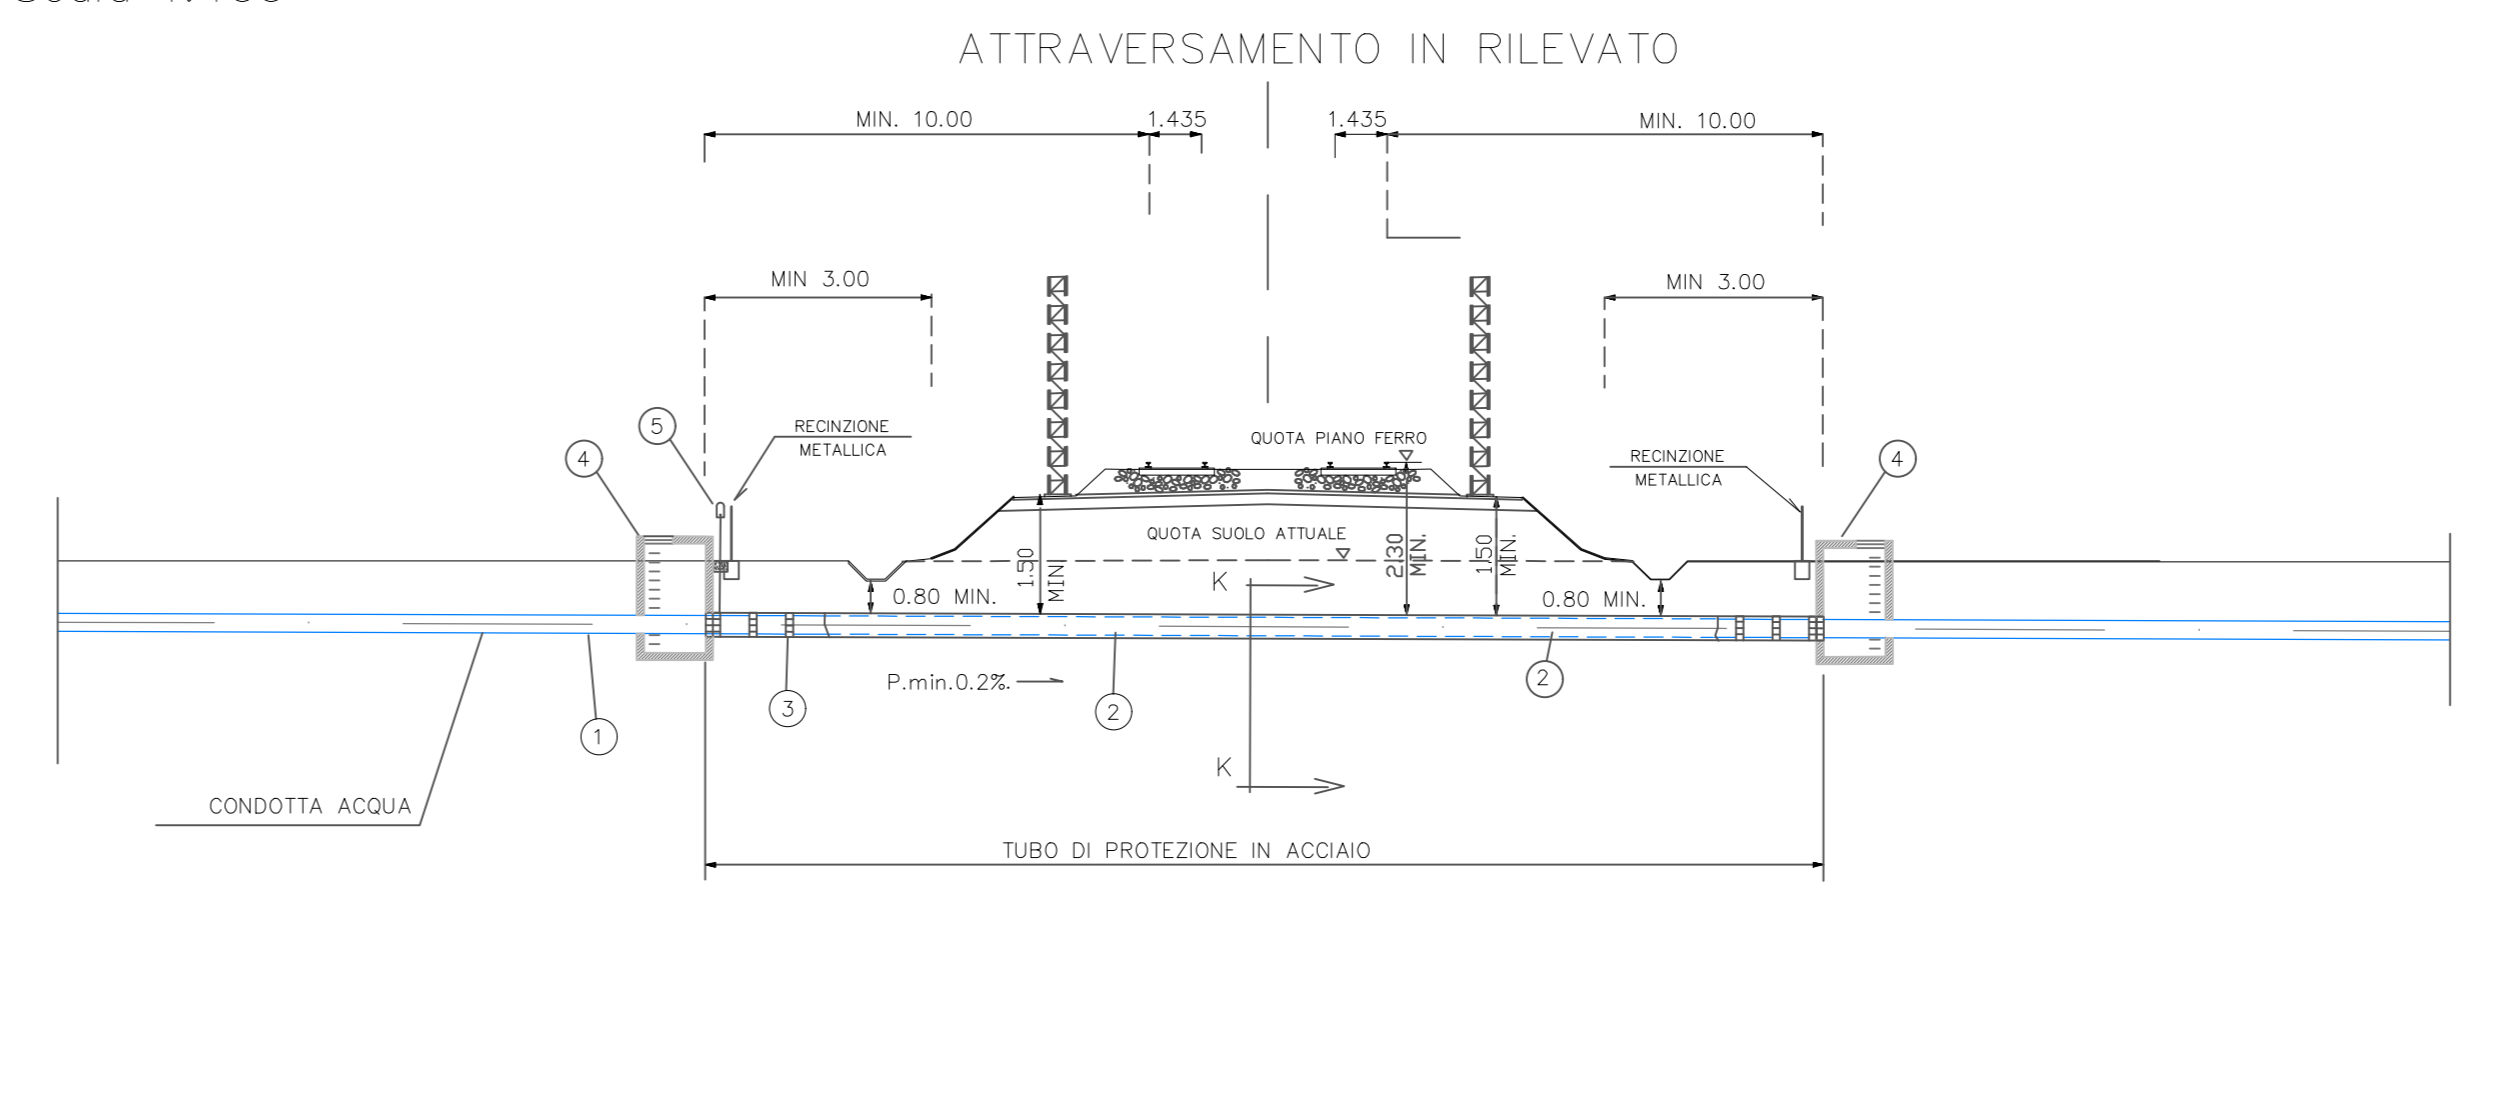 ATTRAVERSAMENTO IN RILEVATO
MIN. 10.00
1.435
1.435
MIN. 10.00
MIN 3.00
MIN 3.00
5
RECINZIONE
METALLICA
QUOTA PIANO FERRO
4
RECINZIONE
METALLICA
4
QUOTA SUOLO ATTUALE
1.50
MIN
2.30
MIN.
1.50
MIN.
K
0.80 MIN.
0.80 MIN.
P.min.0.2%.
3
2
2
1
K
CONDOTTA ACQUA
TUBO DI PROTEZIONE IN ACCIAIO